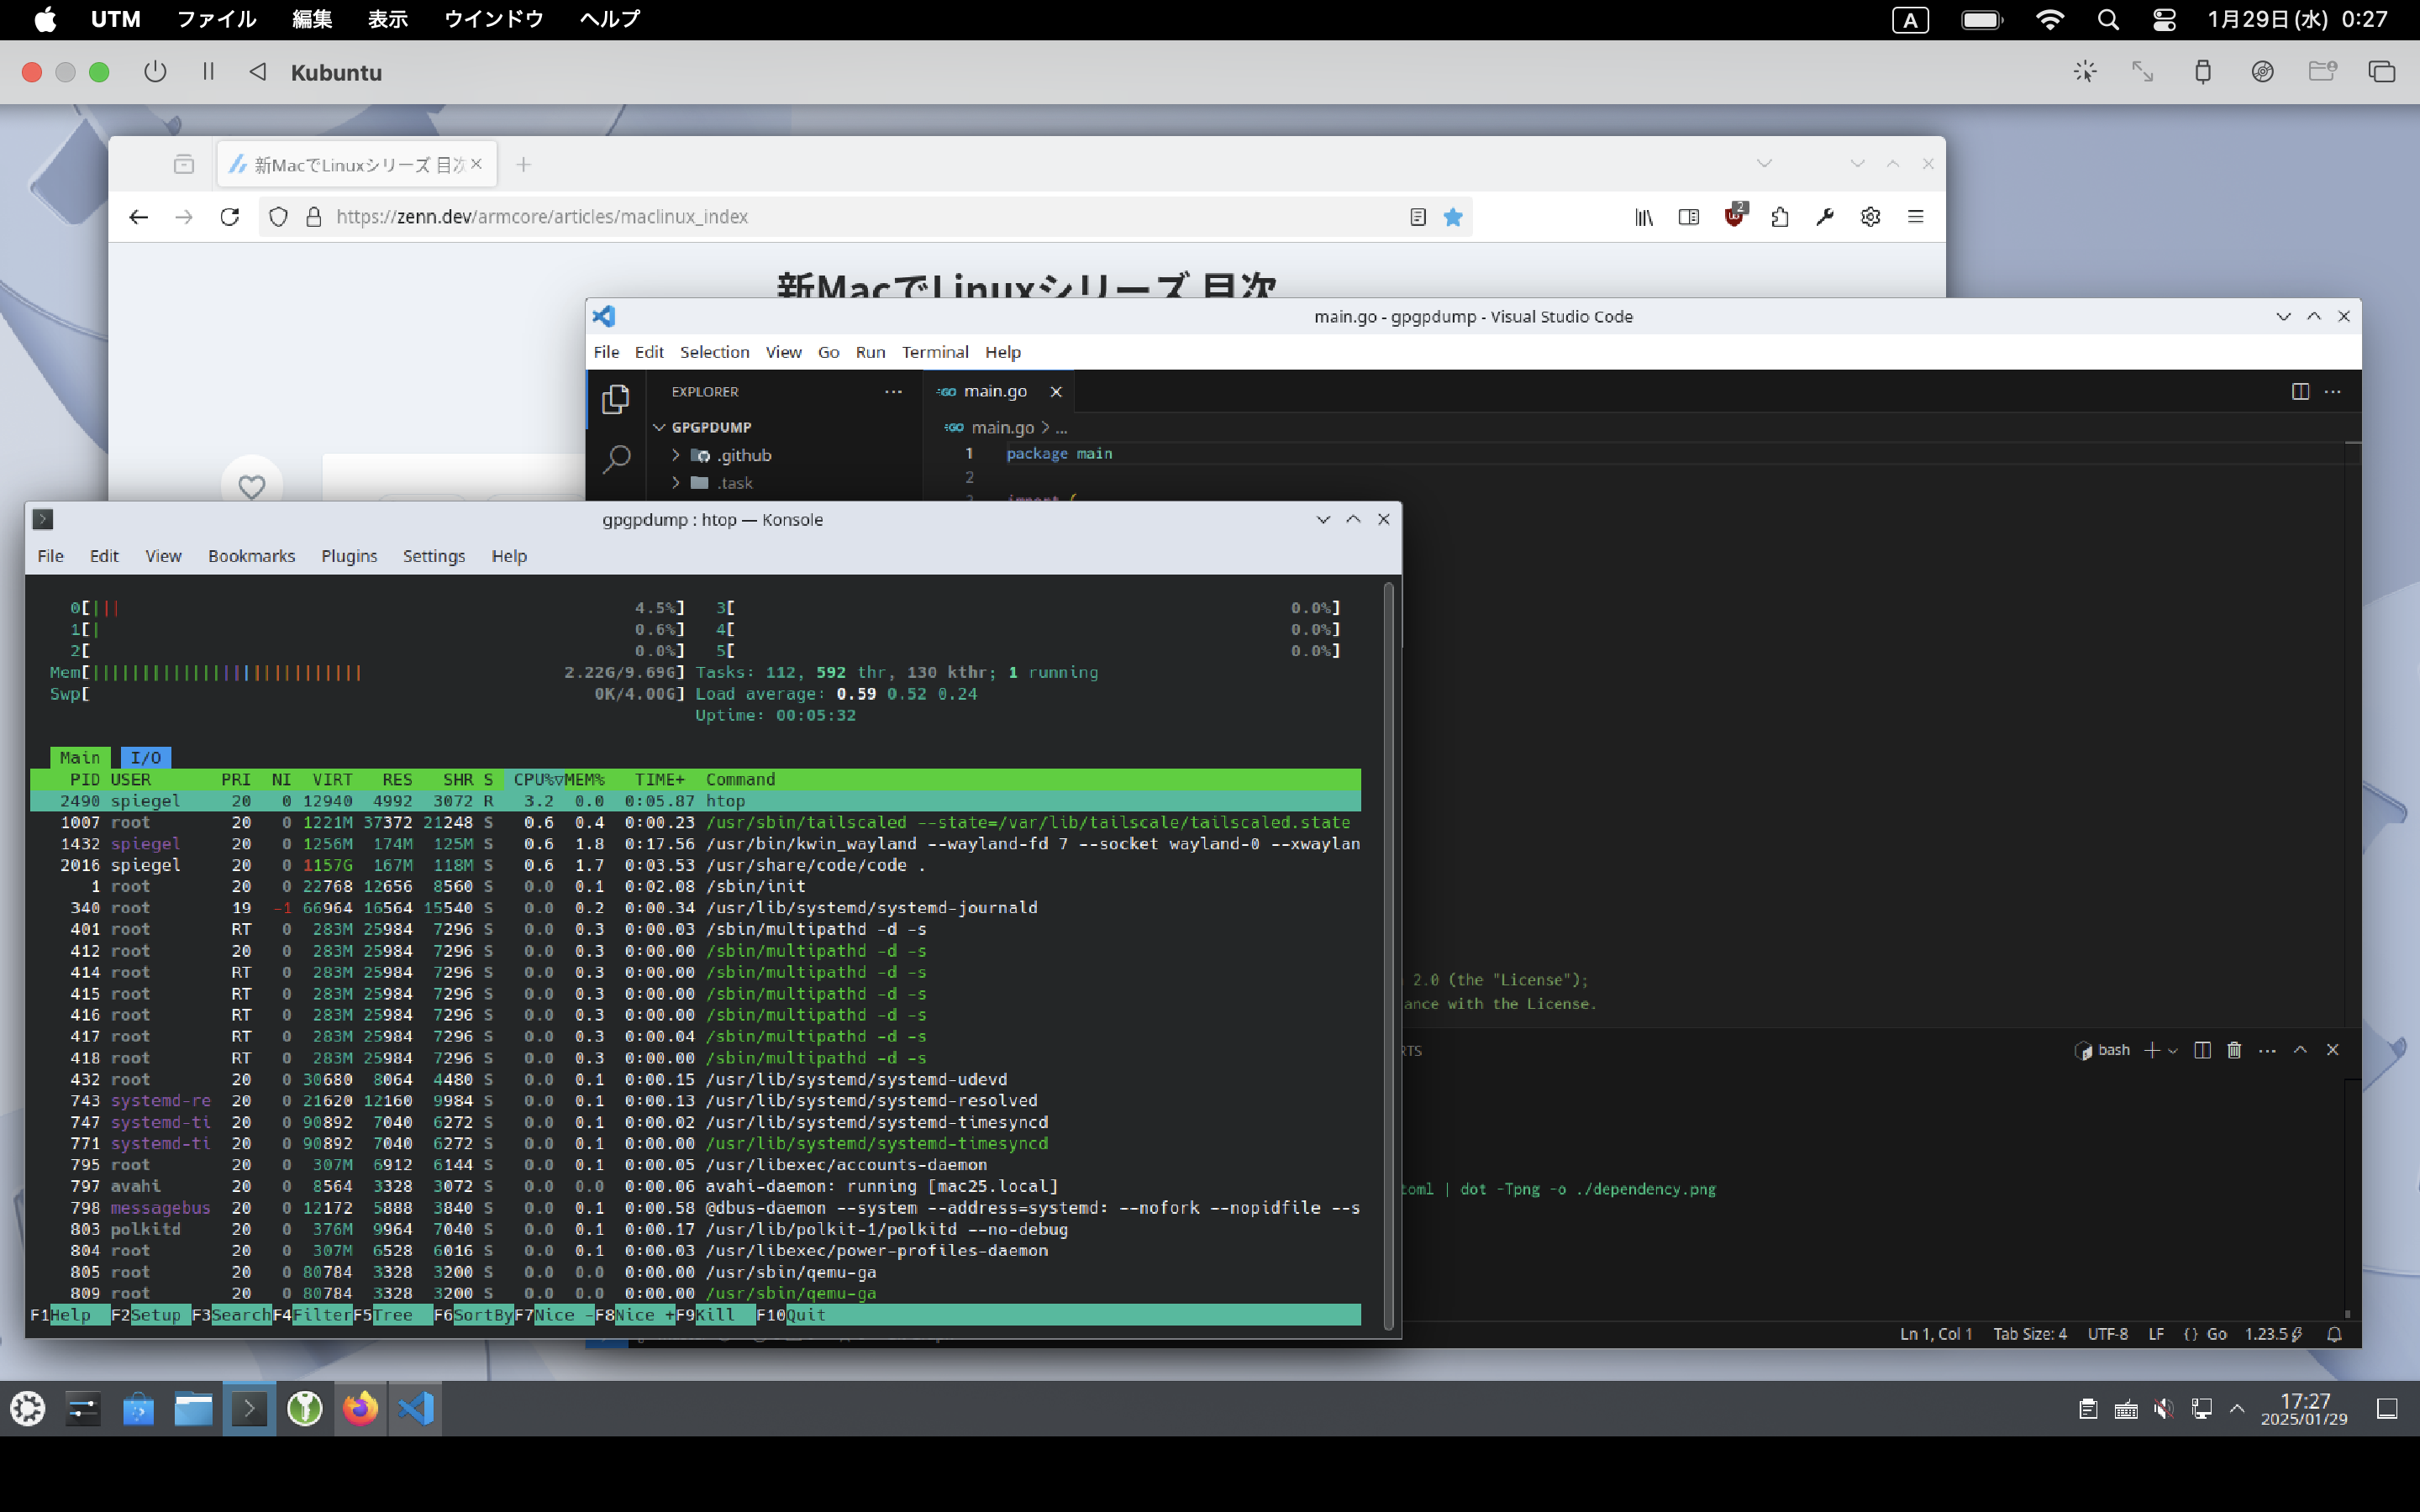 UTM ファイル 編集 表示 ウインドウ ヘルプ A 1月29日(水) 0:27
Kubuntu
新MacでLinuxシリーズ 目次
https://zenn.dev/armcore/articles/maclinux_index
2
新MacでLinuxシリーズ 目次
main.go - gpgpdump - Visual Studio Code
File Edit Selection View Go Run Terminal Help
EXPLORER
main.go
GPGPDUMP
main.go > ...
.github
1 package main
.task
2
3 import (
gpgpdump : htop — Konsole
File Edit View Bookmarks Plugins Settings Help
0[||| 4.5%] 3[ 0.0%]
1[| 0.6%] 4[ 0.0%]
2[ 0.0%] 5[ 0.0%]
Mem[||||||||||||||||||||||||||| 2.22G/9.69G] Tasks: 112, 592 thr, 130 kthr; 1 running
Swp[ 0K/4.00G] Load average: 0.59 0.52 0.24
Uptime: 00:05:32
Main I/O
PID USER PRI NI VIRT RES SHR S CPU%▽MEM% TIME+ Command
2490 spiegel 20 0 12940 4992 3072 R 3.2 0.0 0:05.87 htop
1007 root 20 0 1221M 37372 21248 S 0.6 0.4 0:00.23 /usr/sbin/tailscaled --state=/var/lib/tailscale/tailscaled.state
1432 spiegel 20 0 1256M 174M 125M S 0.6 1.8 0:17.56 /usr/bin/kwin_wayland --wayland-fd 7 --socket wayland-0 --xwaylan
2016 spiegel 20 0 1157G 167M 118M S 0.6 1.7 0:03.53 /usr/share/code/code .
1 root 20 0 22768 12656 8560 S 0.0 0.1 0:02.08 /sbin/init
340 root 19 -1 66964 16564 15540 S 0.0 0.2 0:00.34 /usr/lib/systemd/systemd-journald
401 root RT 0 283M 25984 7296 S 0.0 0.3 0:00.03 /sbin/multipathd -d -s
412 root 20 0 283M 25984 7296 S 0.0 0.3 0:00.00 /sbin/multipathd -d -s
414 root RT 0 283M 25984 7296 S 0.0 0.3 0:00.00 /sbin/multipathd -d -s
415 root RT 0 283M 25984 7296 S 0.0 0.3 0:00.00 /sbin/multipathd -d -s
416 root RT 0 283M 25984 7296 S 0.0 0.3 0:00.00 /sbin/multipathd -d -s
417 root RT 0 283M 25984 7296 S 0.0 0.3 0:00.04 /sbin/multipathd -d -s
418 root RT 0 283M 25984 7296 S 0.0 0.3 0:00.00 /sbin/multipathd -d -s
432 root 20 0 30680 8064 4480 S 0.0 0.1 0:00.15 /usr/lib/systemd/systemd-udevd
743 systemd-re 20 0 21620 12160 9984 S 0.0 0.1 0:00.13 /usr/lib/systemd/systemd-resolved
747 systemd-ti 20 0 90892 7040 6272 S 0.0 0.1 0:00.02 /usr/lib/systemd/systemd-timesyncd
771 systemd-ti 20 0 90892 7040 6272 S 0.0 0.1 0:00.00 /usr/lib/systemd/systemd-timesyncd
795 root 20 0 307M 6912 6144 S 0.0 0.1 0:00.05 /usr/libexec/accounts-daemon
797 avahi 20 0 8564 3328 3072 S 0.0 0.0 0:00.06 avahi-daemon: running [mac25.local]
798 messagebus 20 0 12172 5888 3840 S 0.0 0.1 0:00.58 @dbus-daemon --system --address=systemd: --nofork --nopidfile --s
803 polkitd 20 0 376M 9964 7040 S 0.0 0.1 0:00.17 /usr/lib/polkit-1/polkitd --no-debug
804 root 20 0 307M 6528 6016 S 0.0 0.1 0:00.03 /usr/libexec/power-profiles-daemon
805 root 20 0 80784 3328 3200 S 0.0 0.0 0:00.00 /usr/sbin/qemu-ga
809 root 20 0 80784 3328 3200 S 0.0 0.0 0:00.00 /usr/sbin/qemu-ga
F1Help F2Setup F3SearchF4FilterF5Tree F6SortByF7Nice -F8Nice +F9Kill F10Quit
2.0 (the "License");
ance with the License.
RTS
bash
toml | dot -Tpng -o ./dependency.png
Ln 1, Col 1 Tab Size: 4 UTF-8 LF {} Go 1.23.5
17:27
2025/01/29